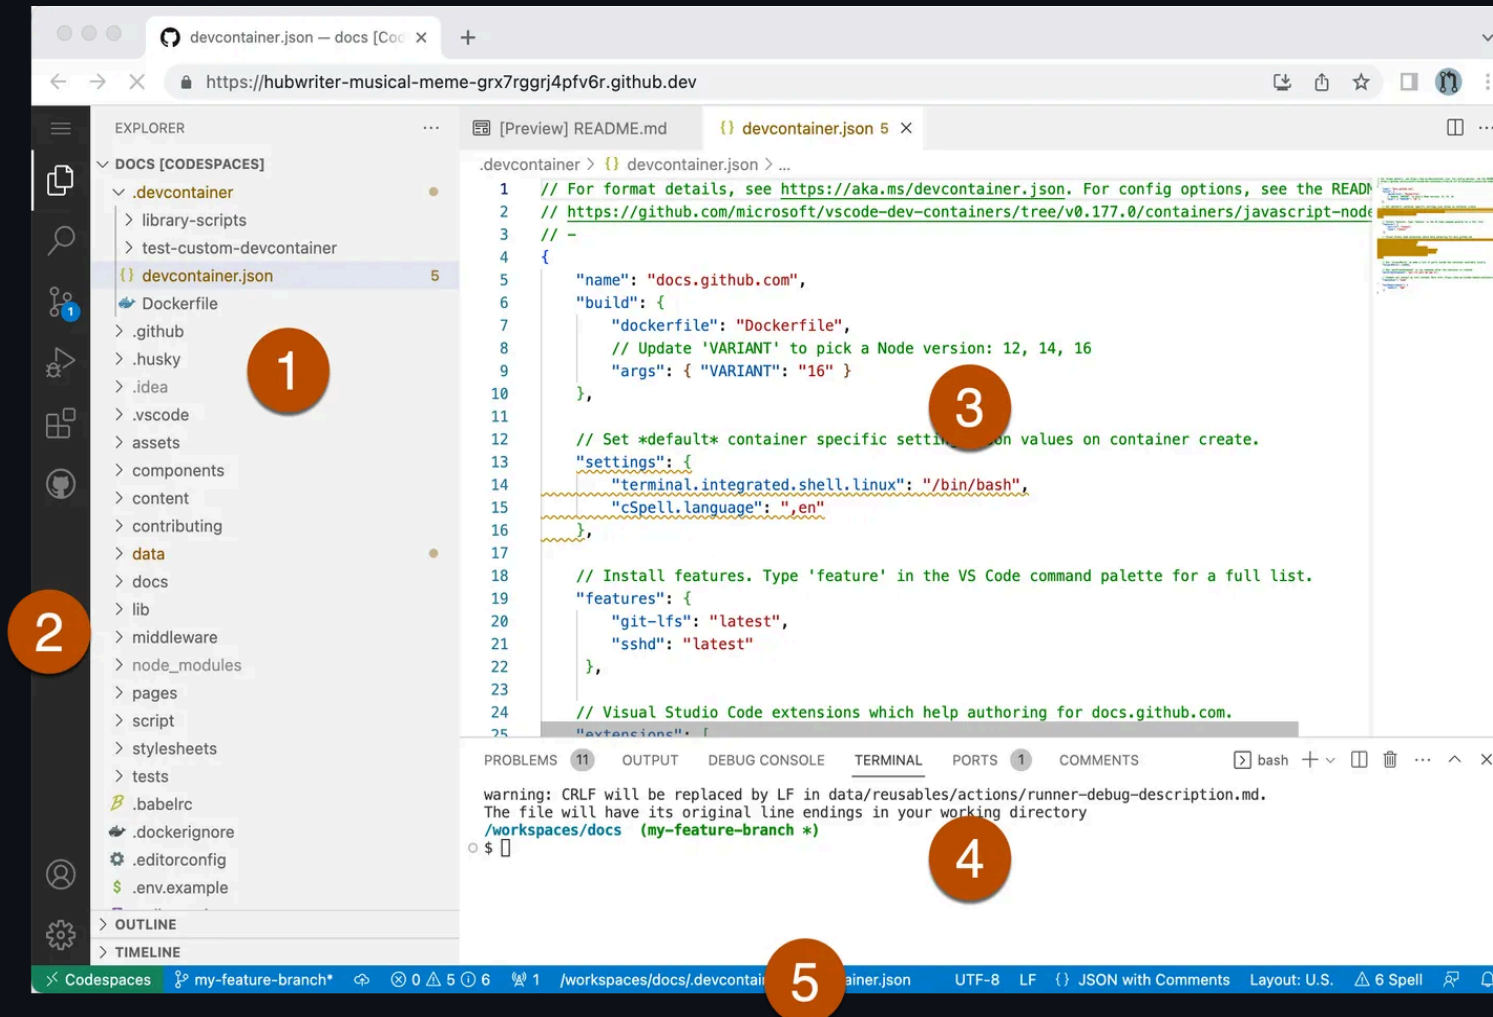 devcontainer.json — docs [Cod
https://hubwriter-musical-meme-grx7rggrj4pfv6r.github.dev
EXPLORER
DOCS [CODESPACES]
.devcontainer
library-scripts
test-custom-devcontainer
{} devcontainer.json 5
Dockerfile
.github
.husky
.idea
.vscode
assets
components
content
contributing
data
docs
lib
middleware
node_modules
pages
script
stylesheets
tests
.babelrc
.dockerignore
.editorconfig
$ .env.example
OUTLINE
TIMELINE
1
1
2
[Preview] README.md
{} devcontainer.json 5
.devcontainer > {} devcontainer.json > ...
1 // For format details, see https://aka.ms/devcontainer.json. For config options, see the READM
2 // https://github.com/microsoft/vscode-dev-containers/tree/v0.177.0/containers/javascript-node
3 // -
4 {
5 "name": "docs.github.com",
6 "build": {
7 "dockerfile": "Dockerfile",
8 // Update 'VARIANT' to pick a Node version: 12, 14, 16
9 "args": { "VARIANT": "16" }
10 },
11
12 // Set *default* container specific setti on values on container create.
13 "settings": {
14 "terminal.integrated.shell.linux": "/bin/bash",
15 "cSpell.language": ",en"
16 },
17
18 // Install features. Type 'feature' in the VS Code command palette for a full list.
19 "features": {
20 "git-lfs": "latest",
21 "sshd": "latest"
22 },
23
24 // Visual Studio Code extensions which help authoring for docs.github.com.
25 "extensions": [
3
PROBLEMS 11 OUTPUT DEBUG CONSOLE TERMINAL PORTS 1 COMMENTS
bash
warning: CRLF will be replaced by LF in data/reusables/actions/runner-debug-description.md.
The file will have its original line endings in your working directory
/workspaces/docs (my-feature-branch *)
$
4
Codespaces my-feature-branch* 0 5 6 1 /workspaces/docs/.devcontai ainer.json UTF-8 LF {} JSON with Comments Layout: U.S. 6 Spell
5